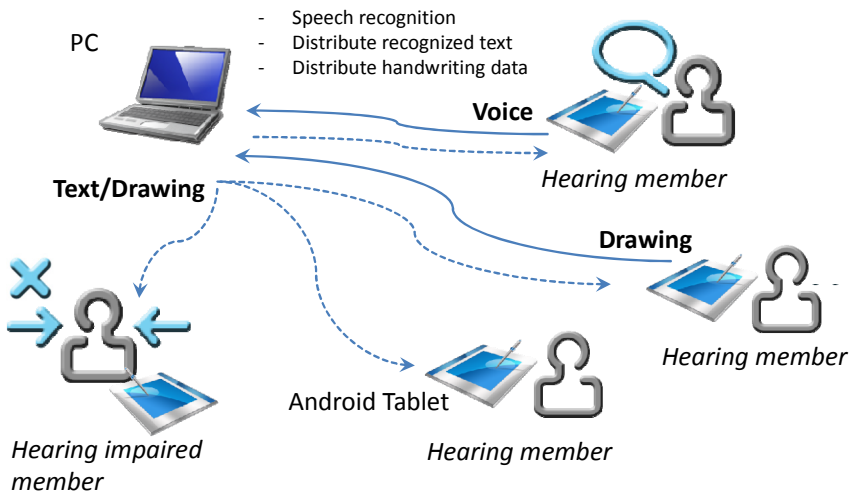 - Speech recognition
PC
- Distribute recognized text
- Distribute handwriting data
Voice
Hearing member
Text/Drawing
Drawing
Hearing member
Android Tablet
Hearing impaired
member
Hearing member